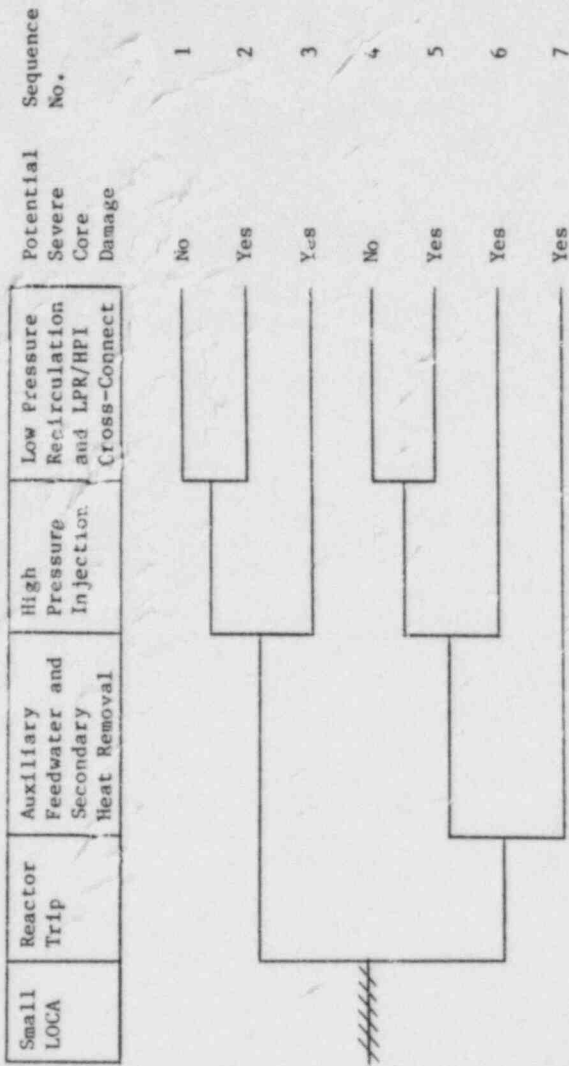 Small
LOCA
Reactor
Trip
Auxiliary
Feedwater and
Secondary
Heat Removal
High
Pressure
Injection
Low Pressure
Recirculation
and LPR/HPI
Cross-Connect
Potential
Severe
Core
Damage
Sequence
No.
No 1
Yes 2
Yes 3
No 4
Yes 5
Yes 6
Yes 7